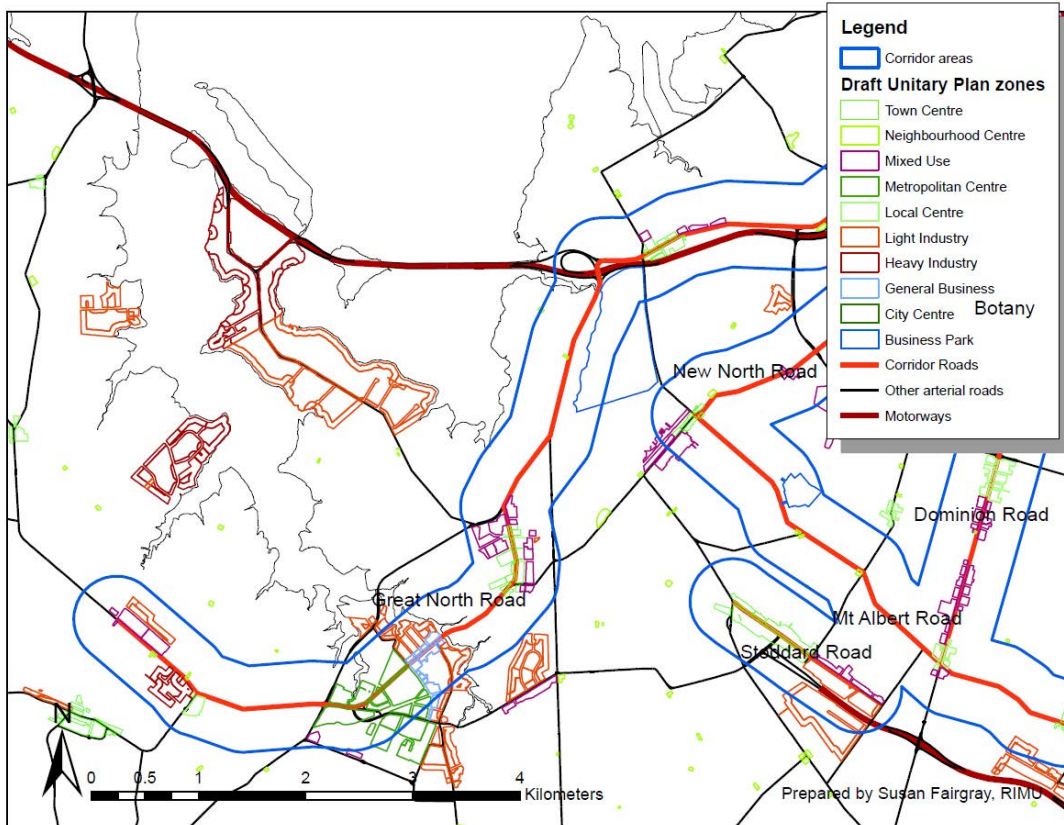 Legend
Corridor areas
Draft Unitary Plan zones
Town Centre
Neighbourhood Centre
Mixed Use
Metropolitan Centre
Local Centre
Light Industry
Heavy Industry
General Business
City Centre
Business Park
Corridor Roads
Other arterial roads
Motorways
Botany
New North Road
Dominion Road
Great North Road
Mt Albert Road
Stoddard Road
N
0 0.5 1 2 3 4
Kilometers
Prepared by Susan Fairgray, RIMU